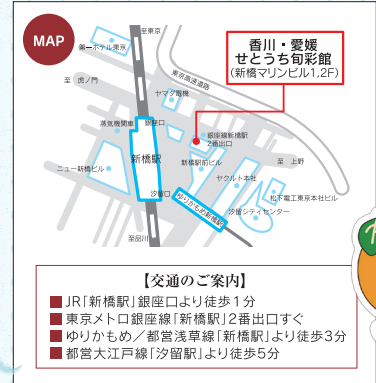 MAP
至東京
第一ホテル東京
香川・愛媛
せとうち旬彩館
(新橋マリンビル1,2F)
東京高速道路
至 虎ノ門
ヤマダ電機
蒸気機関車
銀座口
銀座線新橋駅
2番出口
新橋駅
新橋駅前ビル
至 上野
ニュー新橋ビル
ヤクルト本社
汐留口
ゆりかもめ新橋駅
松下電工東京本社ビル
汐留シティセンター
至品川
【交通のご案内】
■JR「新橋駅」銀座口より徒歩1分
■東京メトロ銀座線「新橋駅」2番出口すぐ
■ゆりかもめ/都営浅草線「新橋駅」より徒歩3分
■都営大江戸線「汐留駅」より徒歩5分